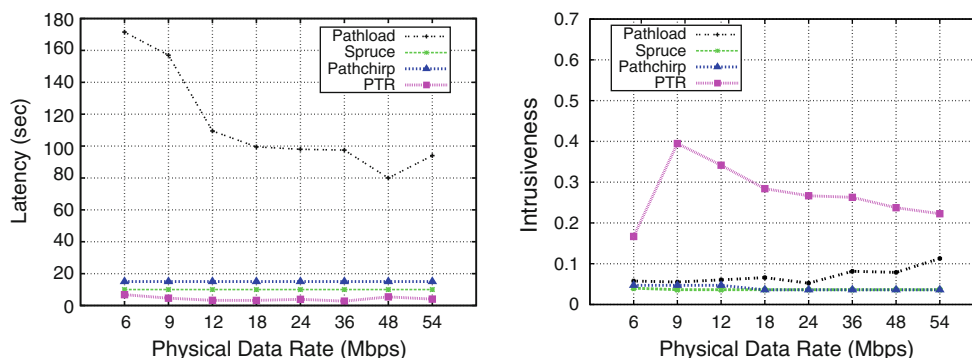 180
160
140
120
100
80
60
40
20
0
Latency (sec)
Pathload
Spruce
Pathchirp
PTR
6 9 12 18 24 36 48 54
Physical Data Rate (Mbps)
0.7
0.6
0.5
0.4
0.3
0.2
0.1
0
Intrusiveness
Pathload
Spruce
Pathchirp
PTR
6 9 12 18 24 36 48 54
Physical Data Rate (Mbps)